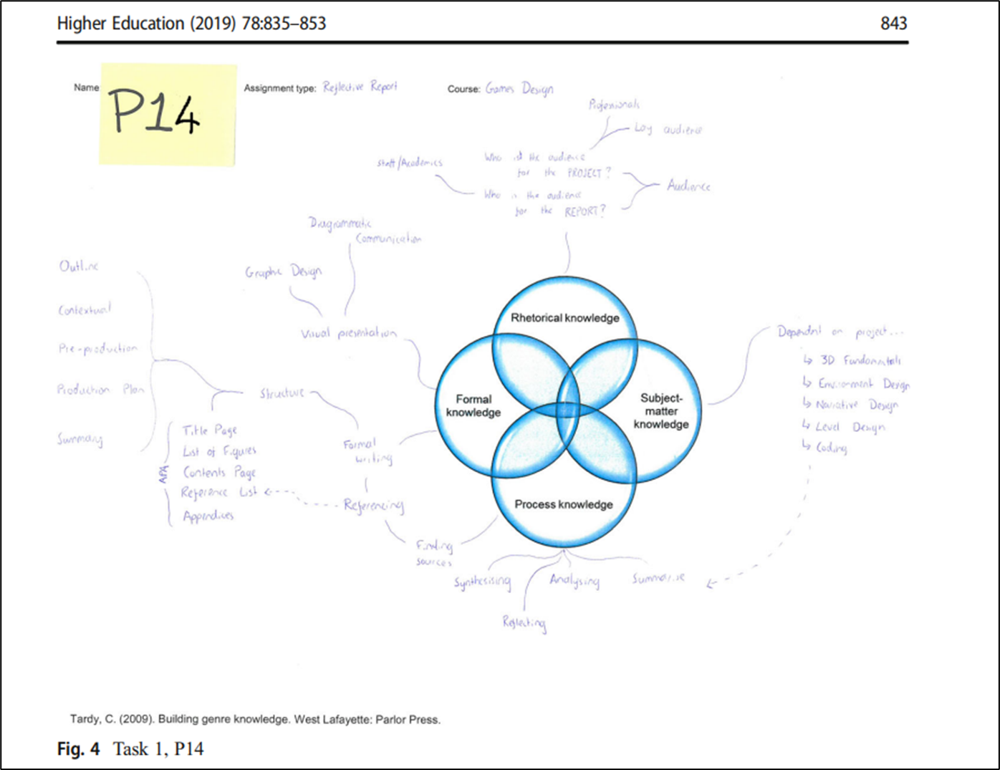 Higher Education (2019) 78:835–853
843
Name
P14
Assignment type: Reflective Report
Course: Games Design
Professionals
Lay audience
Staff/Academics
Who is the audience
for the PROJECT?
Audience
Who is the audience
for the REPORT?
Diagrammatic
Communication
Graphic Design
Visual presentation
Outline
Contextual
Pre-production
Production Plan
Summary
Structure
Title Page
List of Figures
Contents Page
Reference List
Appendices
APA
Formal
writing
Referencing
Finding
sources
Rhetorical knowledge
Formal
knowledge
Subject-
matter
knowledge
Process knowledge
Dependnt on project...
↳ 3D Fundamentals
↳ Environment Design
↳ Narrative Design
↳ Level Design
↳ Coding
Synthesising
Analysing
Summarise
Reflecting
Tardy, C. (2009). Building genre knowledge. West Lafayette: Parlor Press.
Fig. 4 Task 1, P14